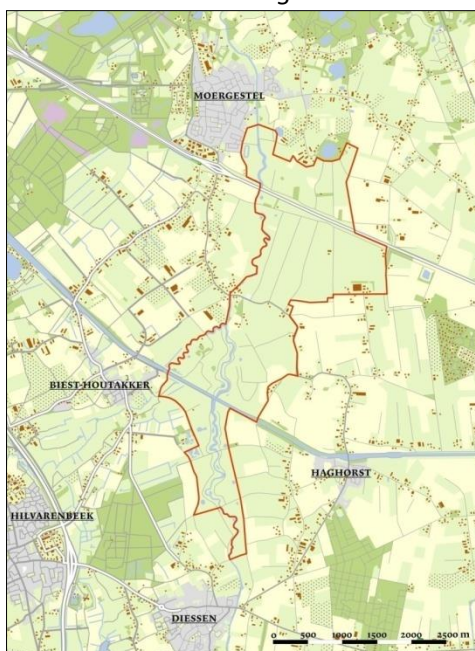 MOERGESTEL
BIEST-HOUTAKKER
HAGHORST
HILVARENBEEK
DIESSEN
0 500 1000 1500 2000 2500 m